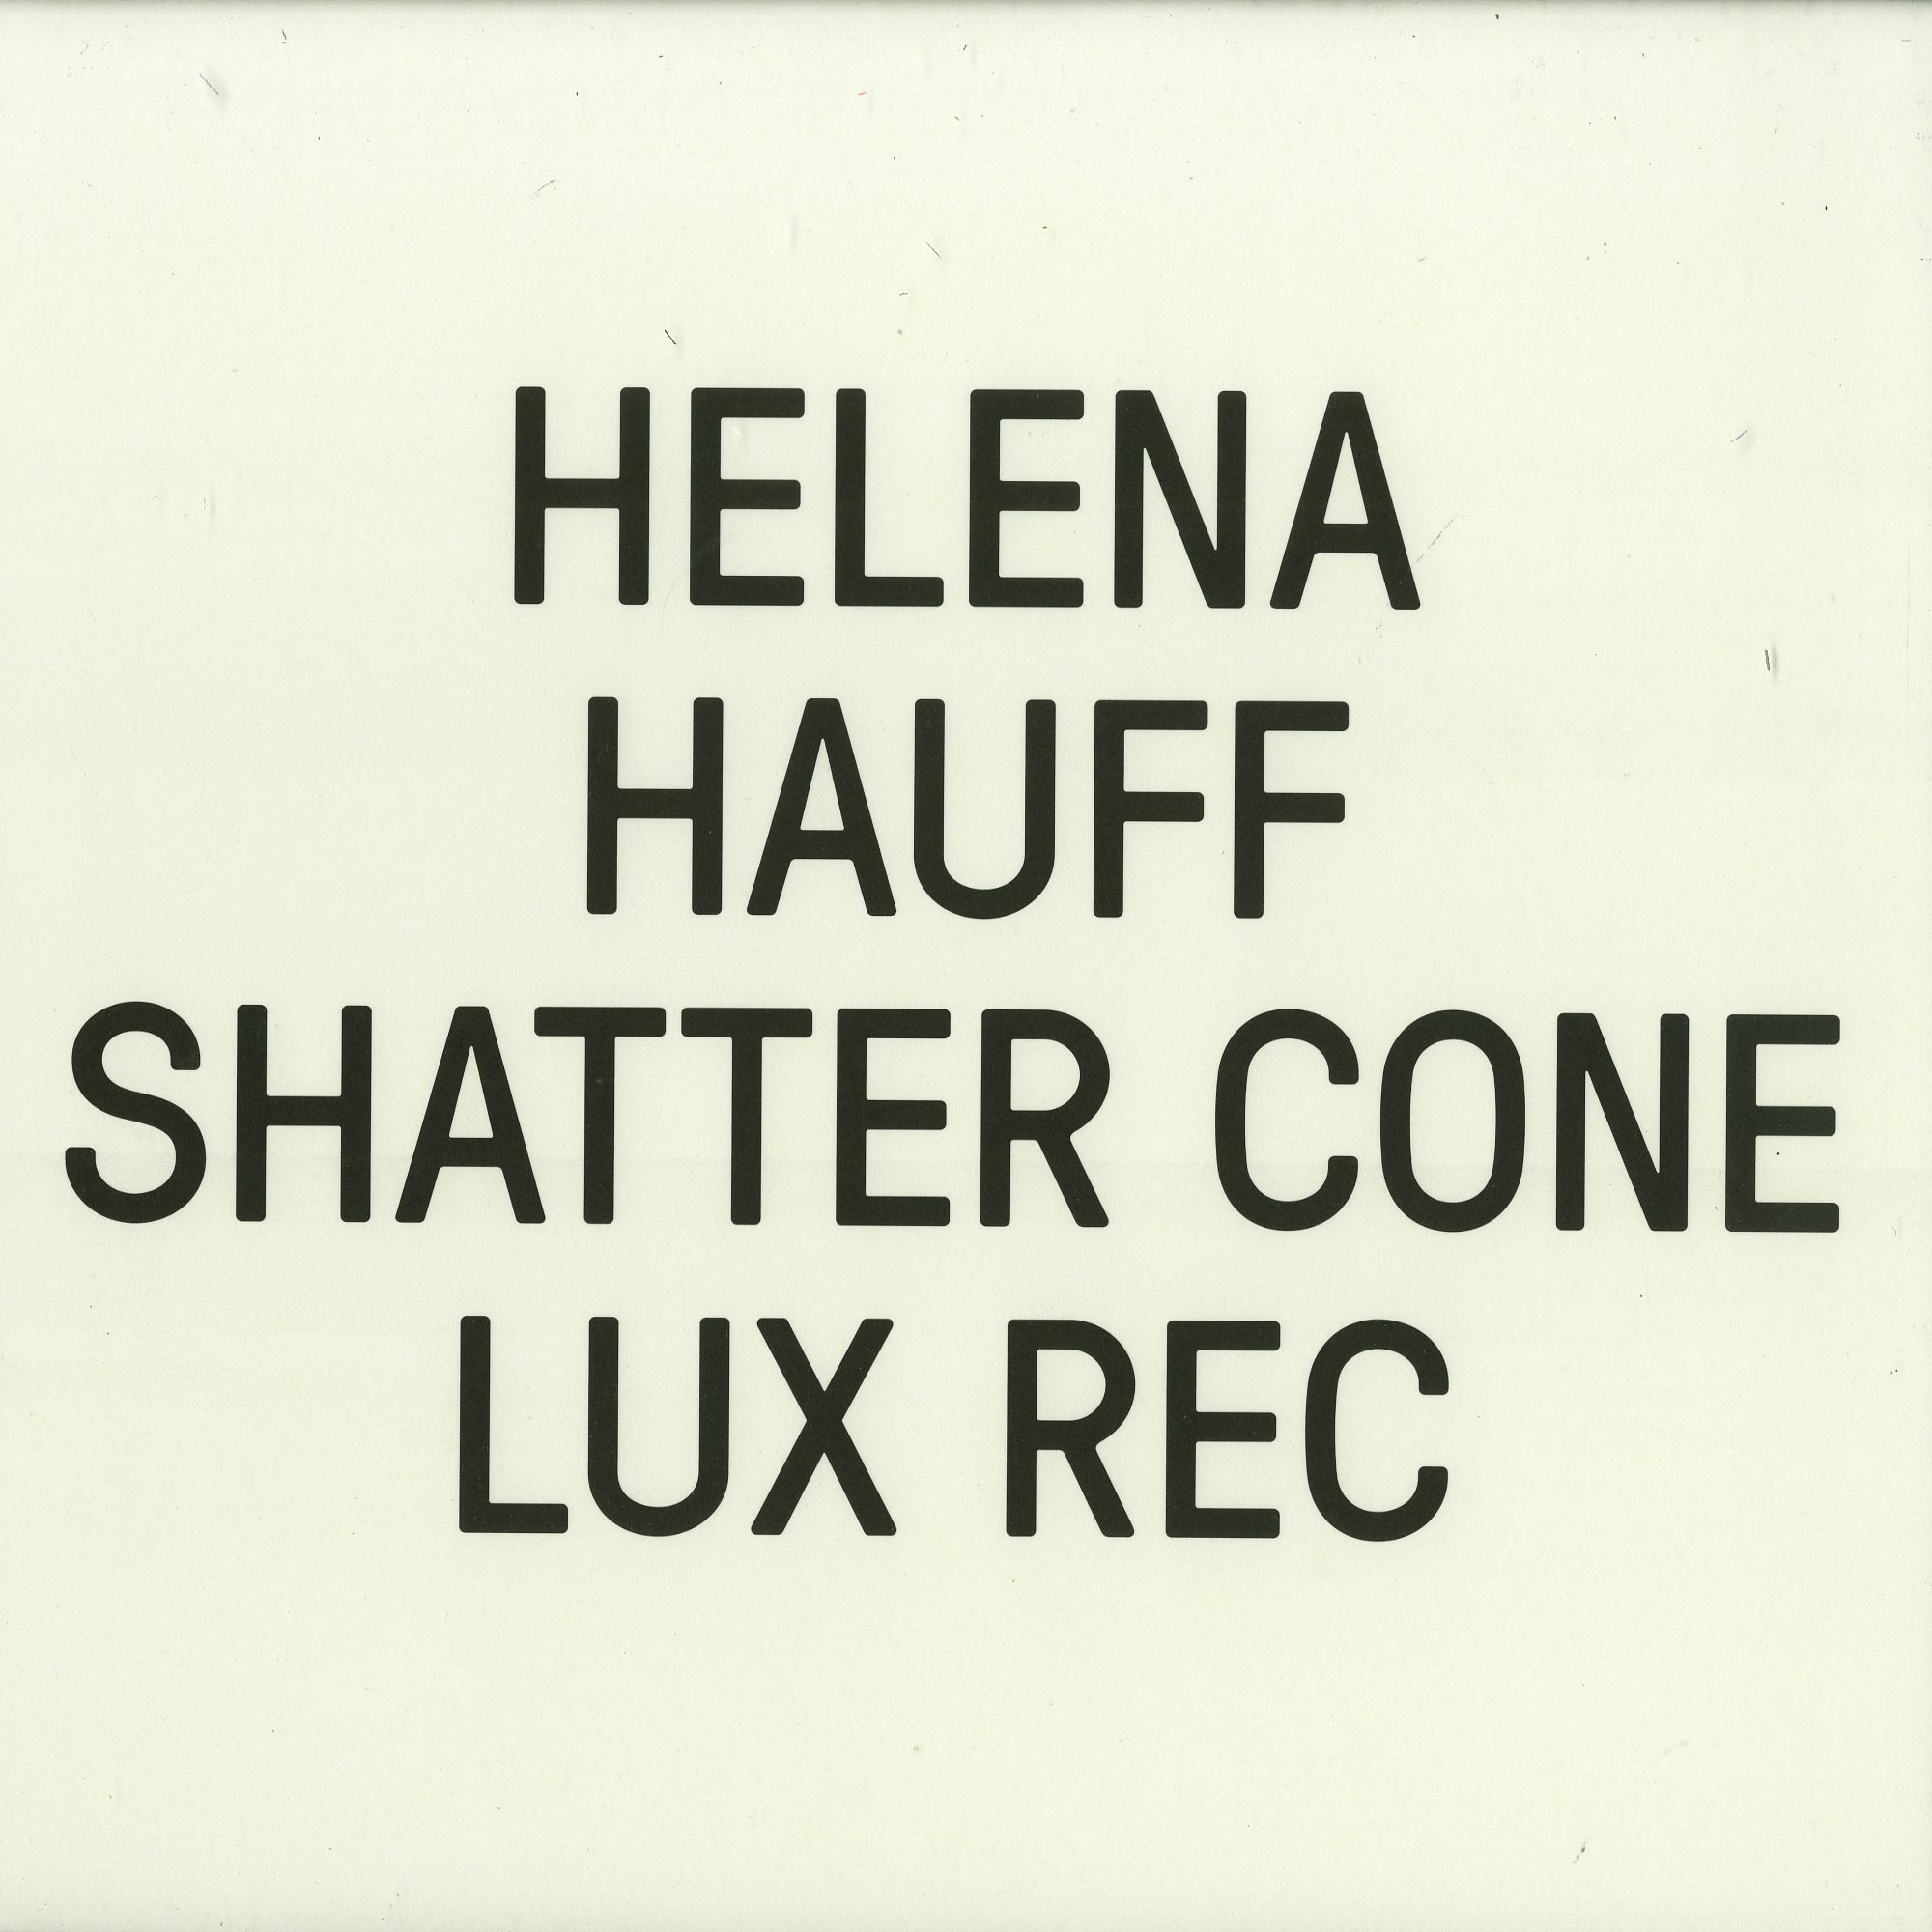 HELENA
HAUFF
SHATTER CONE
LUX REC